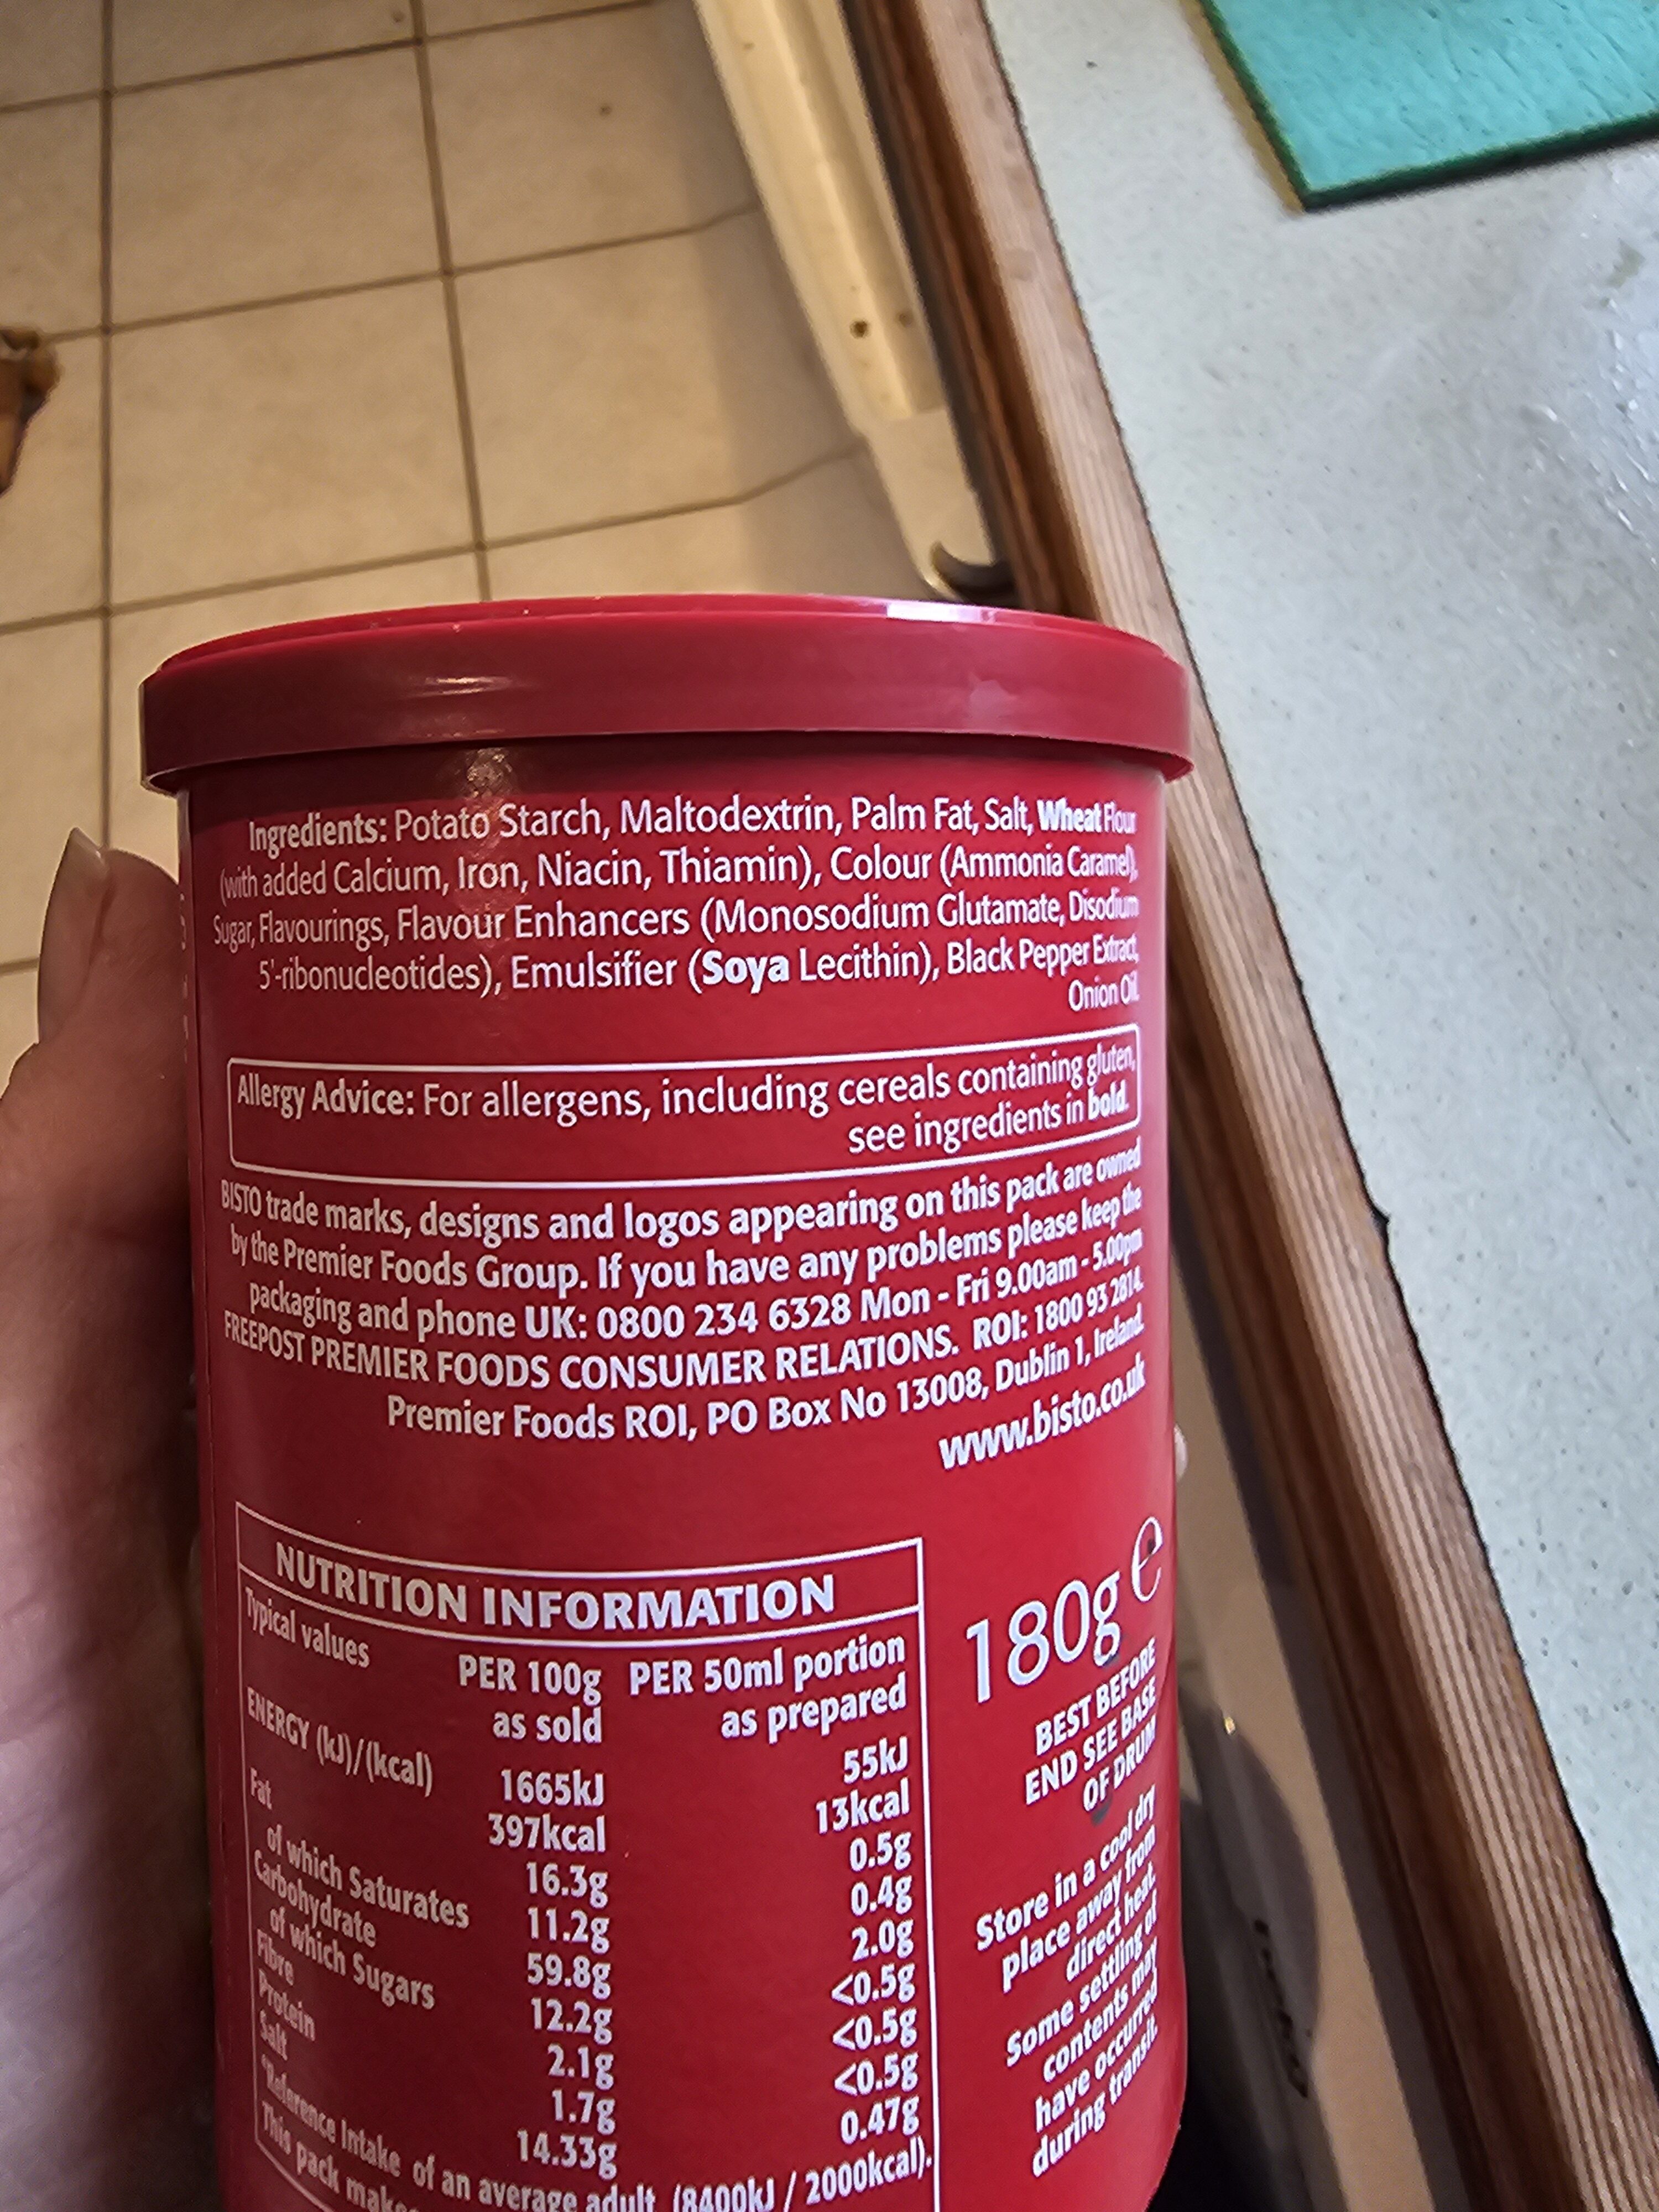 Ingredients: Potato Starch, Maltodextrin, Palm Fat, Salt, Wheat Flour
(with added Calcium, Iron, Niacin, Thiamin), Colour (Ammonia Caramel),
Sugar, Flavourings, Flavour Enhancers (Monosodium Glutamate, Disodium
5'-ribonucleotides), Emulsifier (Soya Lecithin), Black Pepper Extract,
Onion Oil.
Allergy Advice: For allergens, including cereals containing gluten,
see ingredients in bold.
BISTO trade marks, designs and logos appearing on this pack are owned
by the Premier Foods Group. If you have any problems please keep the
packaging and phone UK: 0800 234 6328 Mon - Fri 9.00am - 5.00pm
FREEPOST PREMIER FOODS CONSUMER RELATIONS. ROI: 1800 93 2814.
Premier Foods ROI, PO Box No 13008, Dublin 1, Ireland.
www.bisto.co.uk
NUTRITION INFORMATION
Typical values PER 100g as sold PER 50ml portion as prepared
ENERGY (kJ)/(kcal) 1665kJ 55kJ
397kcal 13kcal
Fat 16.3g 0.5g
of which Saturates 11.2g 0.4g
Carbohydrate 59.8g 2.0g
of which Sugars 12.2g <0.5g
Fibre 2.1g <0.5g
Protein 1.7g <0.5g
Salt 14.33g 0.47g
*Reference Intake of an average adult (8400kJ / 2000kcal).
This pack makes
180g e
BEST BEFORE
END SEE BASE
OF DRUM
Store in a cool dry
place away from
direct heat.
Some settling of
contents may
have occurred
during transit.